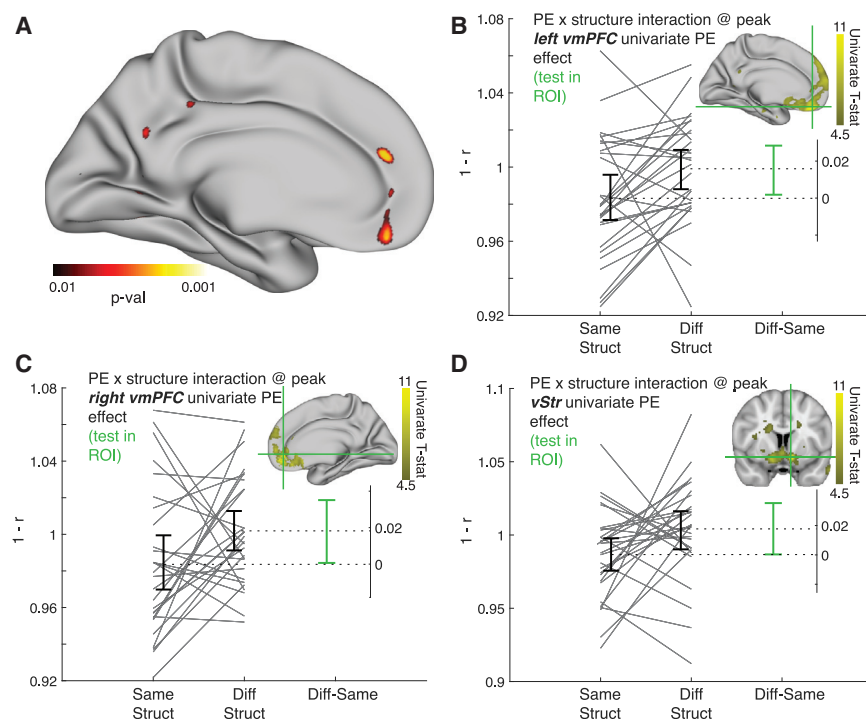 A
0.01
0.001
p-val
B
PE x structure interaction @ peak
left vmPFC univariate PE
effect
(test in
ROI)
11
Univarate T-stat
4.5
1.08
1.04
1
0.96
0.92
1 - r
0.02
0
Same
Struct
Diff
Struct
Diff-Same
C
PE x structure interaction @ peak
right vmPFC univariate PE
effect
(test in
ROI)
11
Univarate T-stat
4.5
1.08
1.04
1
0.96
0.92
1 - r
0.02
0
Same
Struct
Diff
Struct
Diff-Same
D
PE x structure interaction @ peak
vStr univariate PE
effect
(test in
ROI)
11
Univarate T-stat
4.5
1.1
1.05
1
0.95
0.9
1 - r
0.02
0
Same
Struct
Diff
Struct
Diff-Same